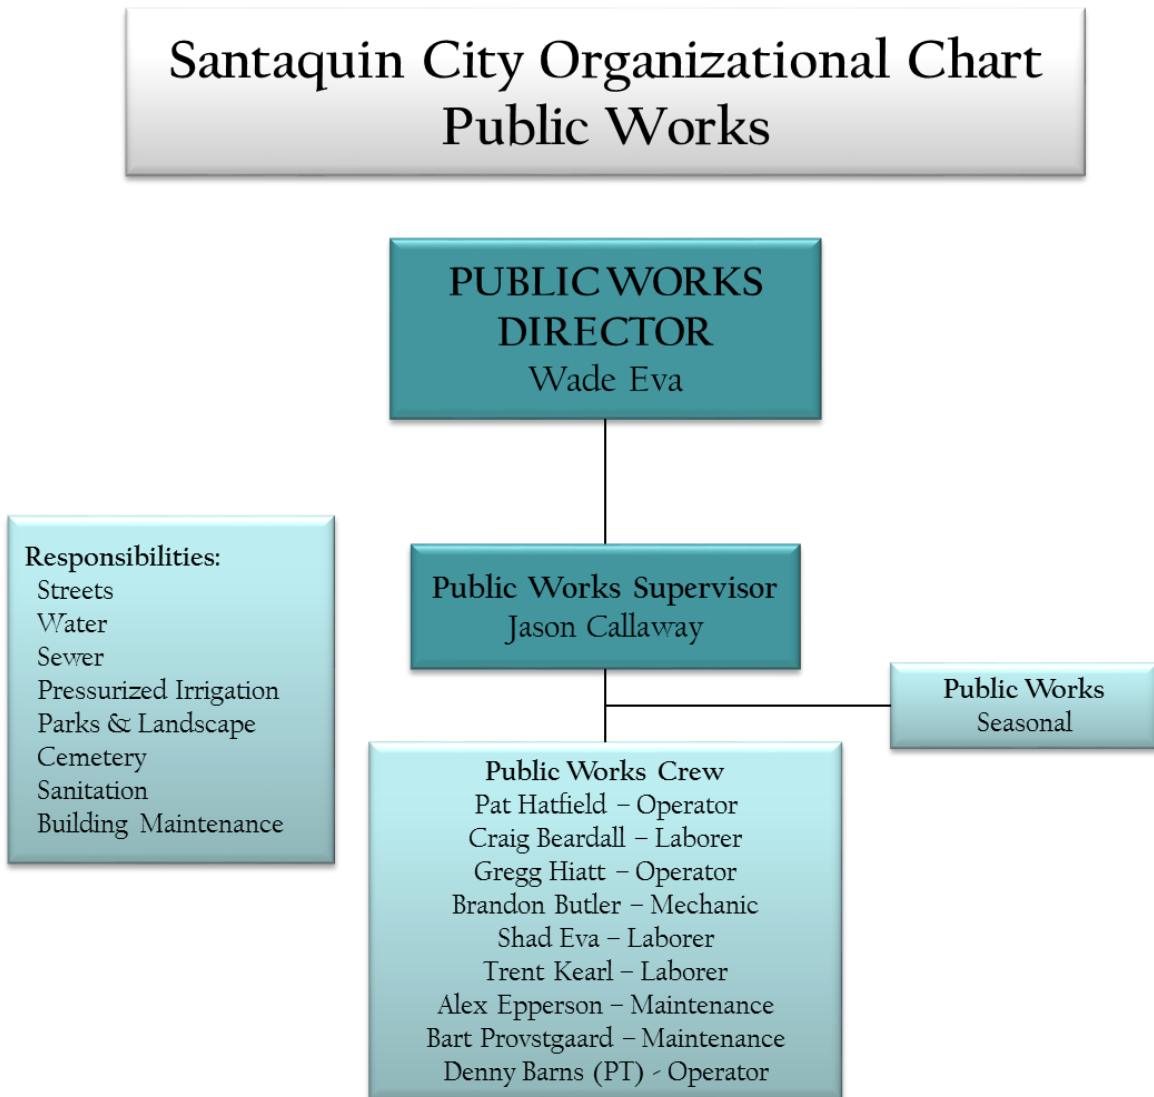 Santaquin City Organizational Chart
Public Works
PUBLIC WORKS
DIRECTOR
Wade Eva
Responsibilities:
Streets
Water
Sewer
Pressurized Irrigation
Parks & Landscape
Cemetery
Sanitation
Building Maintenance
Public Works Supervisor
Jason Callaway
Public Works
Seasonal
Public Works Crew
Pat Hatfield – Operator
Craig Beardall – Laborer
Gregg Hiatt – Operator
Brandon Butler – Mechanic
Shad Eva – Laborer
Trent Kearl – Laborer
Alex Epperson – Maintenance
Bart Provstgaard – Maintenance
Denny Barns (PT) - Operator